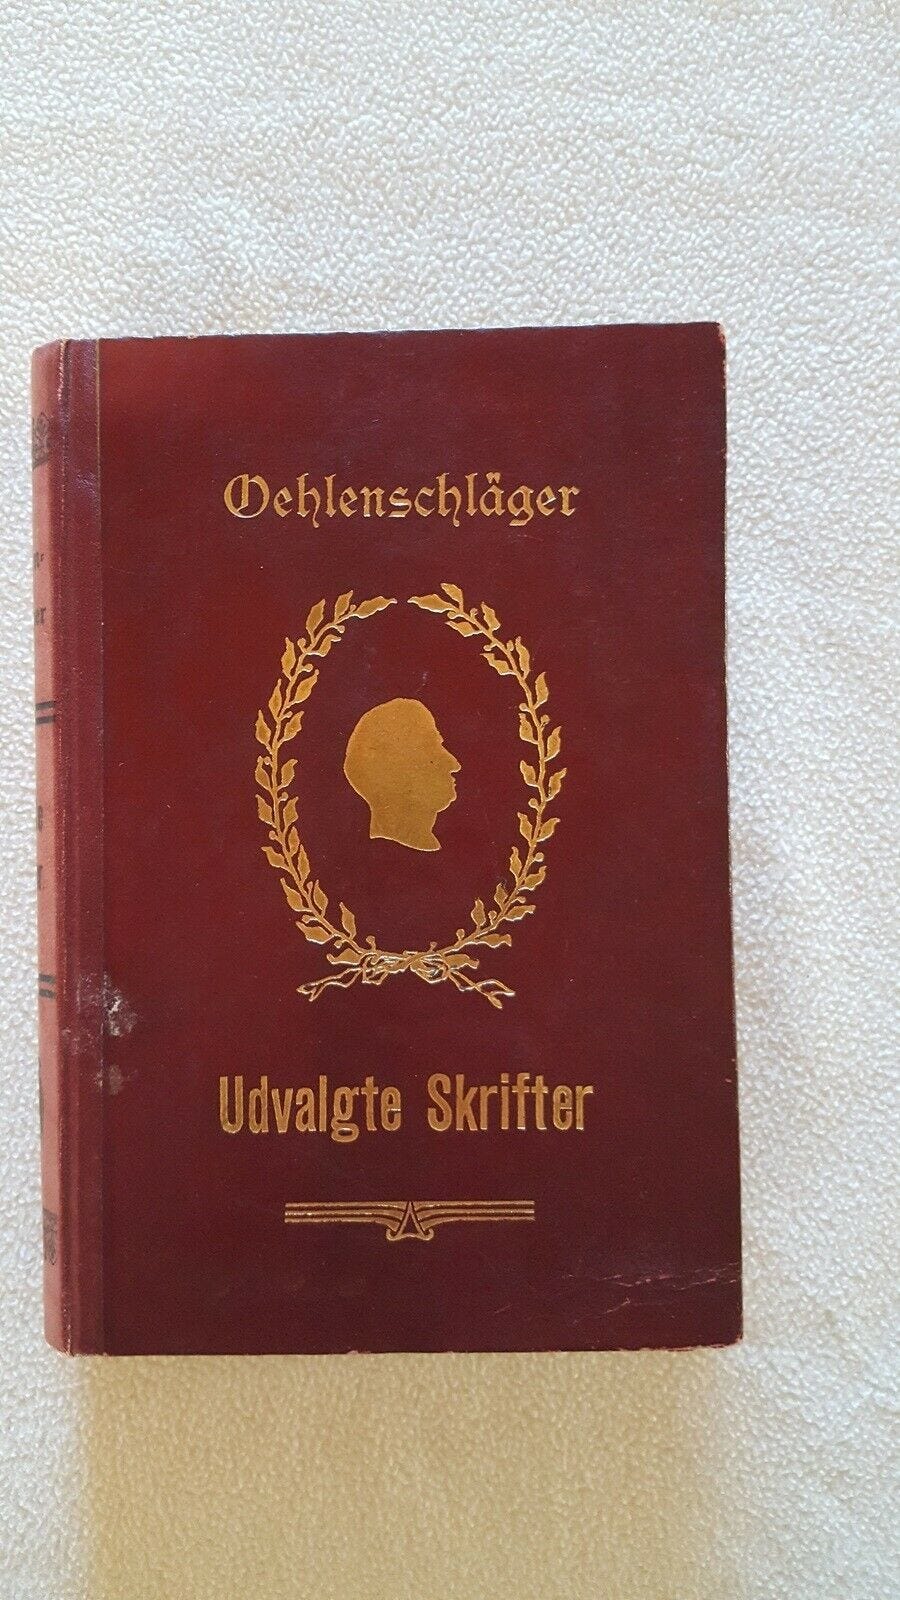 Oehlenschläger
Udvalgte Skrifter